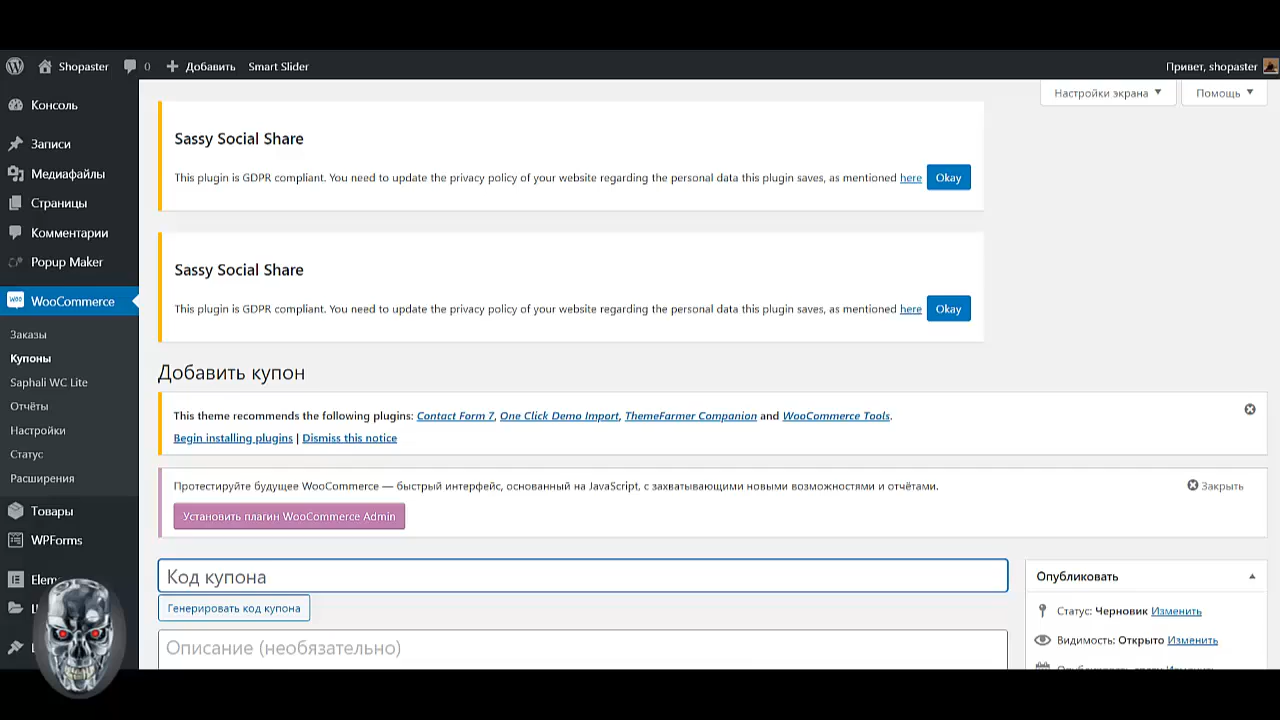 Shopaster 0 Добавить Smart Slider Привет, shopaster
Настройки экрана Помощь
Консоль
Записи
Медиафайлы
Страницы
Комментарии
Popup Maker
WooCommerce
Заказы
Купоны
Saphali WC Lite
Отчёты
Настройки
Статус
Расширения
Товары
WPForms
Sassy Social Share
This plugin is GDPR compliant. You need to update the privacy policy of your website regarding the personal data this plugin saves, as mentioned here Okay
Sassy Social Share
This plugin is GDPR compliant. You need to update the privacy policy of your website regarding the personal data this plugin saves, as mentioned here Okay
Добавить купон
This theme recommends the following plugins: Contact Form 7, One Click Demo Import, ThemeFarmer Companion and WooCommerce Tools.
Begin installing plugins | Dismiss this notice
Протестируйте будущее WooCommerce — быстрый интерфейс, основанный на JavaScript, с захватывающими новыми возможностями и отчётами. Закрыть
Установить плагин WooCommerce Admin
Код купона
Генерировать код купона
Описание (необязательно)
Опубликовать
Статус: Черновик Изменить
Видимость: Открыто Изменить